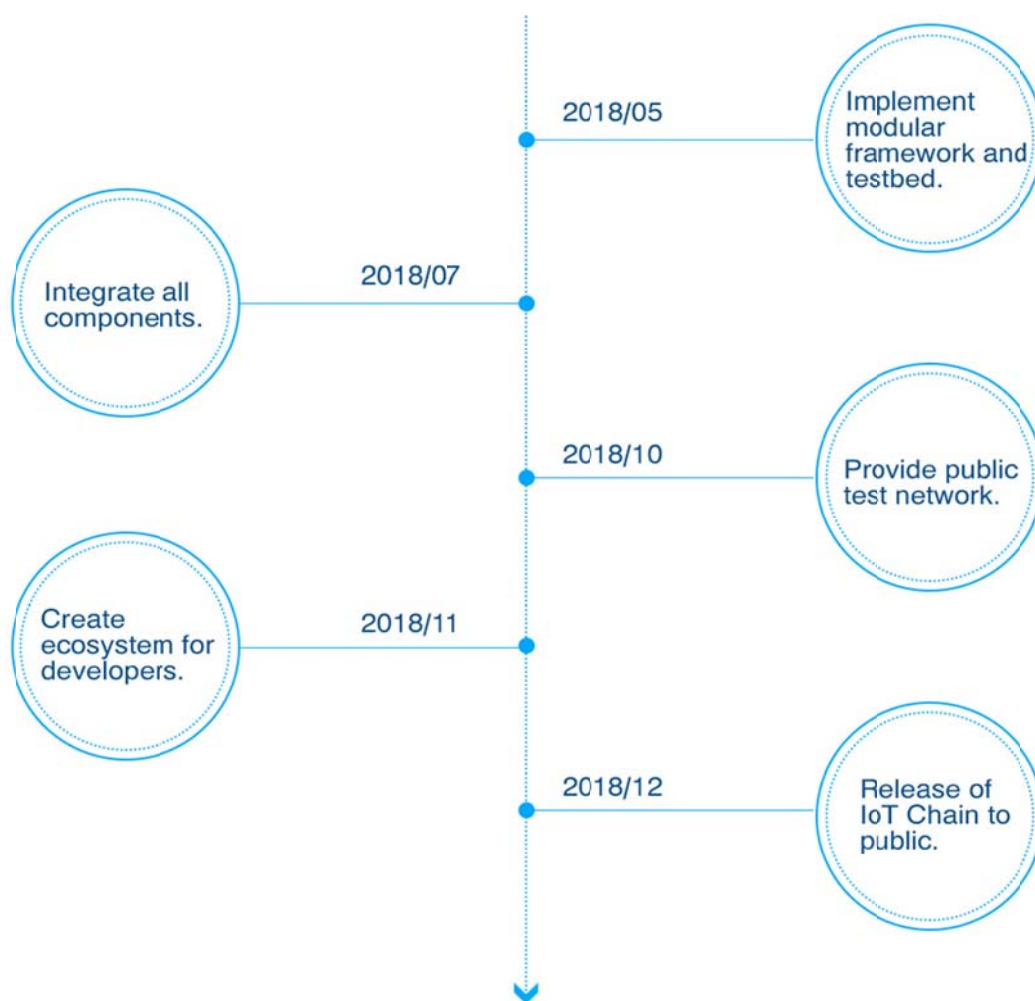 2018/05
Implement
modular
framework and
testbed.
2018/07
Integrate all
components.
2018/10
Provide public
test network.
2018/11
Create
ecosystem for
developers.
2018/12
Release of
IoT Chain to
public.